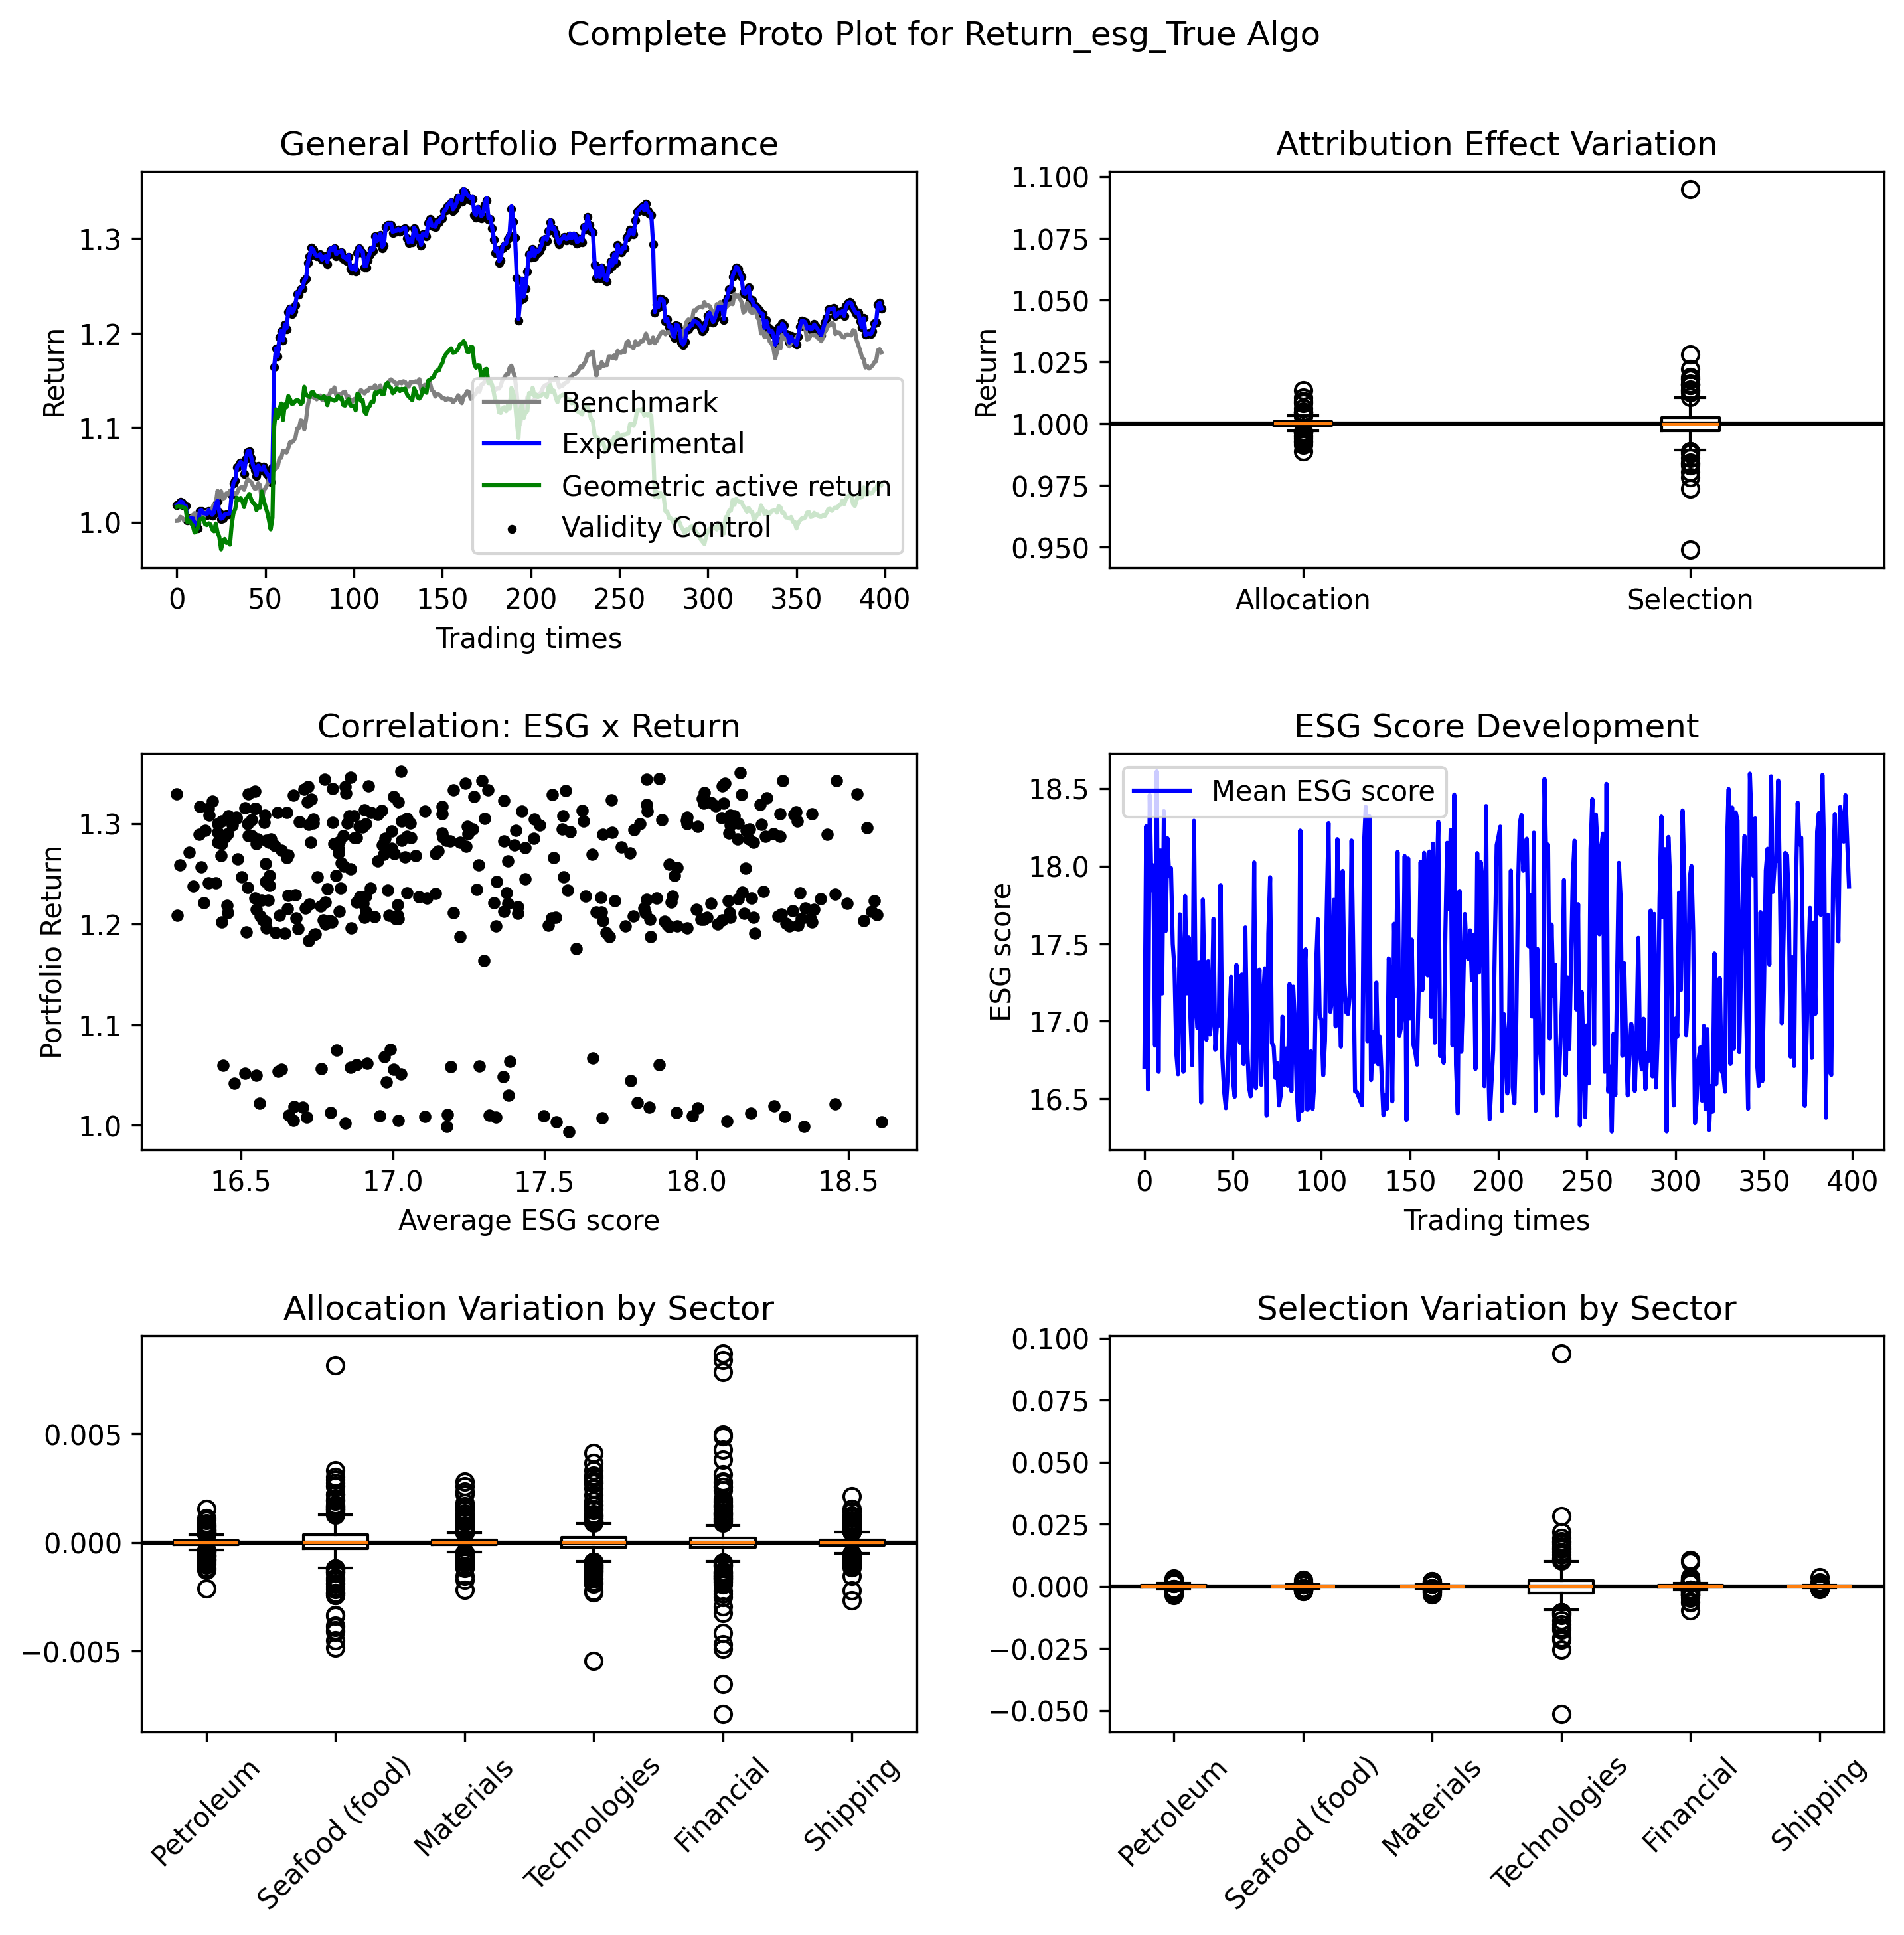 Complete Proto Plot for Return_esg_True Algo
General Portfolio Performance
Return
1.3
1.2
1.1
1.0
Benchmark
Experimental
Geometric active return
Validity Control
0 50 100 150 200 250 300 350 400
Trading times
Attribution Effect Variation
Return
1.100
1.075
1.050
1.025
1.000
0.975
0.950
Allocation Selection
Correlation: ESG x Return
Portfolio Return
1.3
1.2
1.1
1.0
16.5 17.0 17.5 18.0 18.5
Average ESG score
ESG Score Development
ESG score
18.5
18.0
17.5
17.0
16.5
Mean ESG score
0 50 100 150 200 250 300 350 400
Trading times
Allocation Variation by Sector
0.005
0.000
−0.005
Petroleum
Seafood (food)
Materials
Technologies
Financial
Shipping
Selection Variation by Sector
0.100
0.075
0.050
0.025
0.000
−0.025
−0.050
Petroleum
Seafood (food)
Materials
Technologies
Financial
Shipping